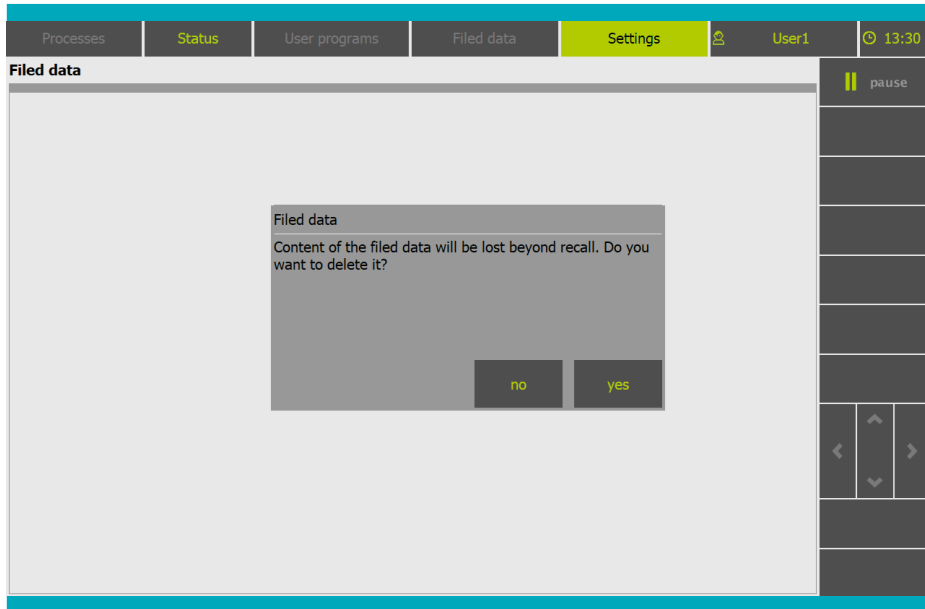 Processes Status User programs Filed data Settings User1 13:30
Filed data
pause
Filed data
Content of the filed data will be lost beyond recall. Do you
want to delete it?
no yes